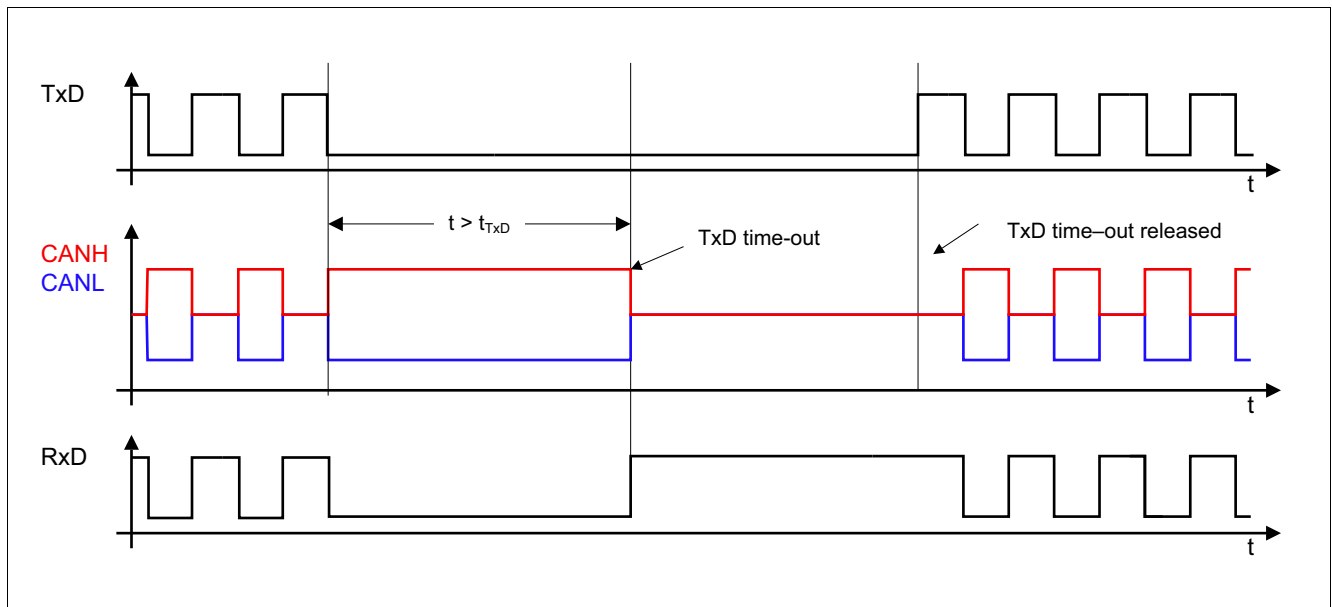 TxD
t
t > tTxD
TxD time-out
TxD time–out released
CANH
CANL
t
RxD
t